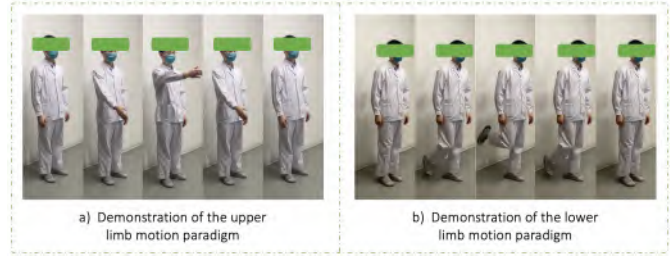 a) Demonstration of the upper
limb motion paradigm
b) Demonstration of the lower
limb motion paradigm